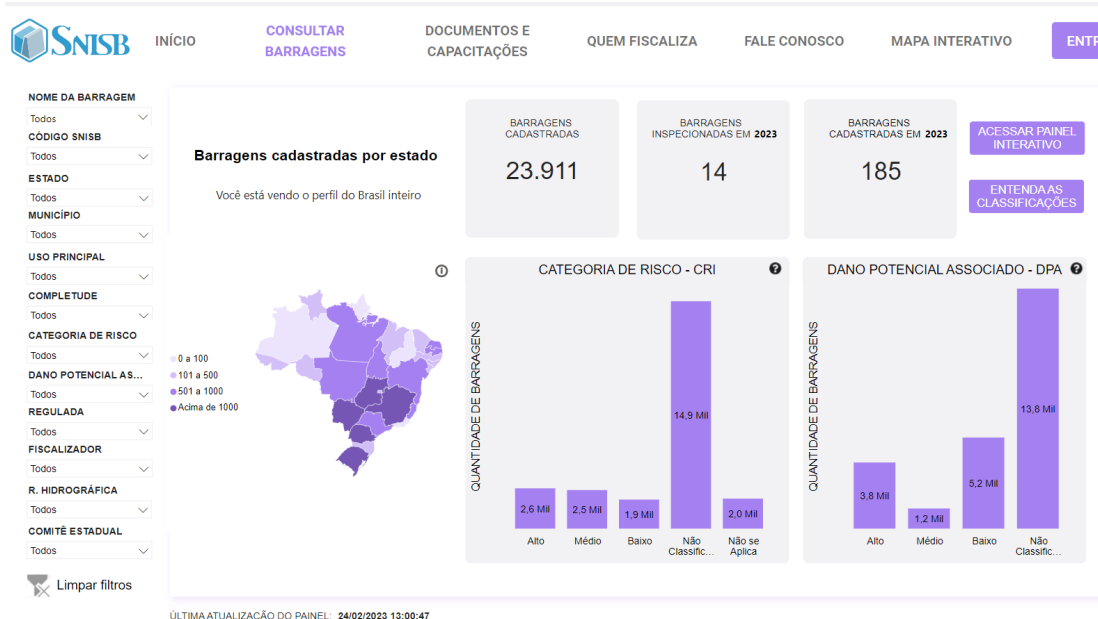 SNISB
INÍCIO
CONSULTAR
BARRAGENS
DOCUMENTOS E
CAPACITAÇÕES
QUEM FISCALIZA
FALE CONOSCO
MAPA INTERATIVO
ENTR
NOME DA BARRAGEM
Todos
CÓDIGO SNISB
Todos
ESTADO
Todos
MUNICÍPIO
Todos
USO PRINCIPAL
Todos
COMPLETUDE
Todos
CATEGORIA DE RISCO
Todos
DANO POTENCIAL AS...
Todos
REGULADA
Todos
FISCALIZADOR
Todos
R. HIDROGRÁFICA
Todos
COMITÊ ESTADUAL
Todos
Limpar filtros
Barragens cadastradas por estado
Você está vendo o perfil do Brasil inteiro
BARRAGENS
CADASTRADAS
23.911
BARRAGENS
INSPECIONADAS EM 2023
14
BARRAGENS
CADASTRADAS EM 2023
185
ACESSAR PAINEL
INTERATIVO
ENTENDA AS
CLASSIFICAÇÕES
0 a 100
101 a 500
501 a 1000
Acima de 1000
CATEGORIA DE RISCO - CRI
QUANTIDADE DE BARRAGENS
2,6 Mil
2,5 Mil
1,9 Mil
14,9 Mil
2,0 Mil
Alto
Médio
Baixo
Não
Classific...
Não se
Aplica
DANO POTENCIAL ASSOCIADO - DPA
QUANTIDADE DE BARRAGENS
3,8 Mil
1,2 Mil
5,2 Mil
13,8 Mil
Alto
Médio
Baixo
Não
Classific...
ÚLTIMA ATUALIZAÇÃO DO PAINEL: 24/02/2023 13:00:47